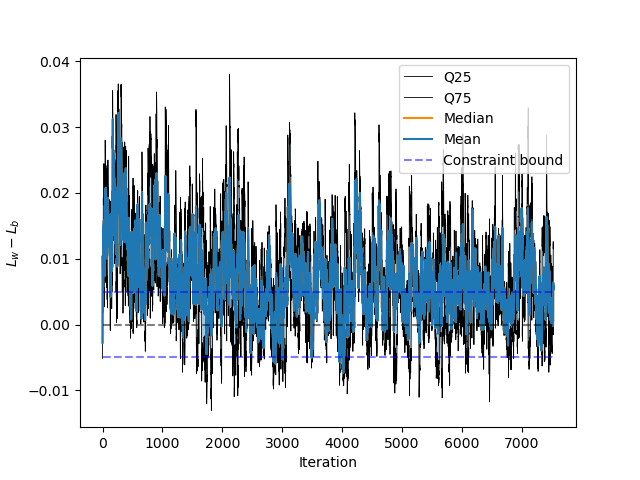 0.04
0.03
0.02
0.01
0.00
−0.01
L_w − L_b
0 1000 2000 3000 4000 5000 6000 7000
Iteration
Q25
Q75
Median
Mean
Constraint bound